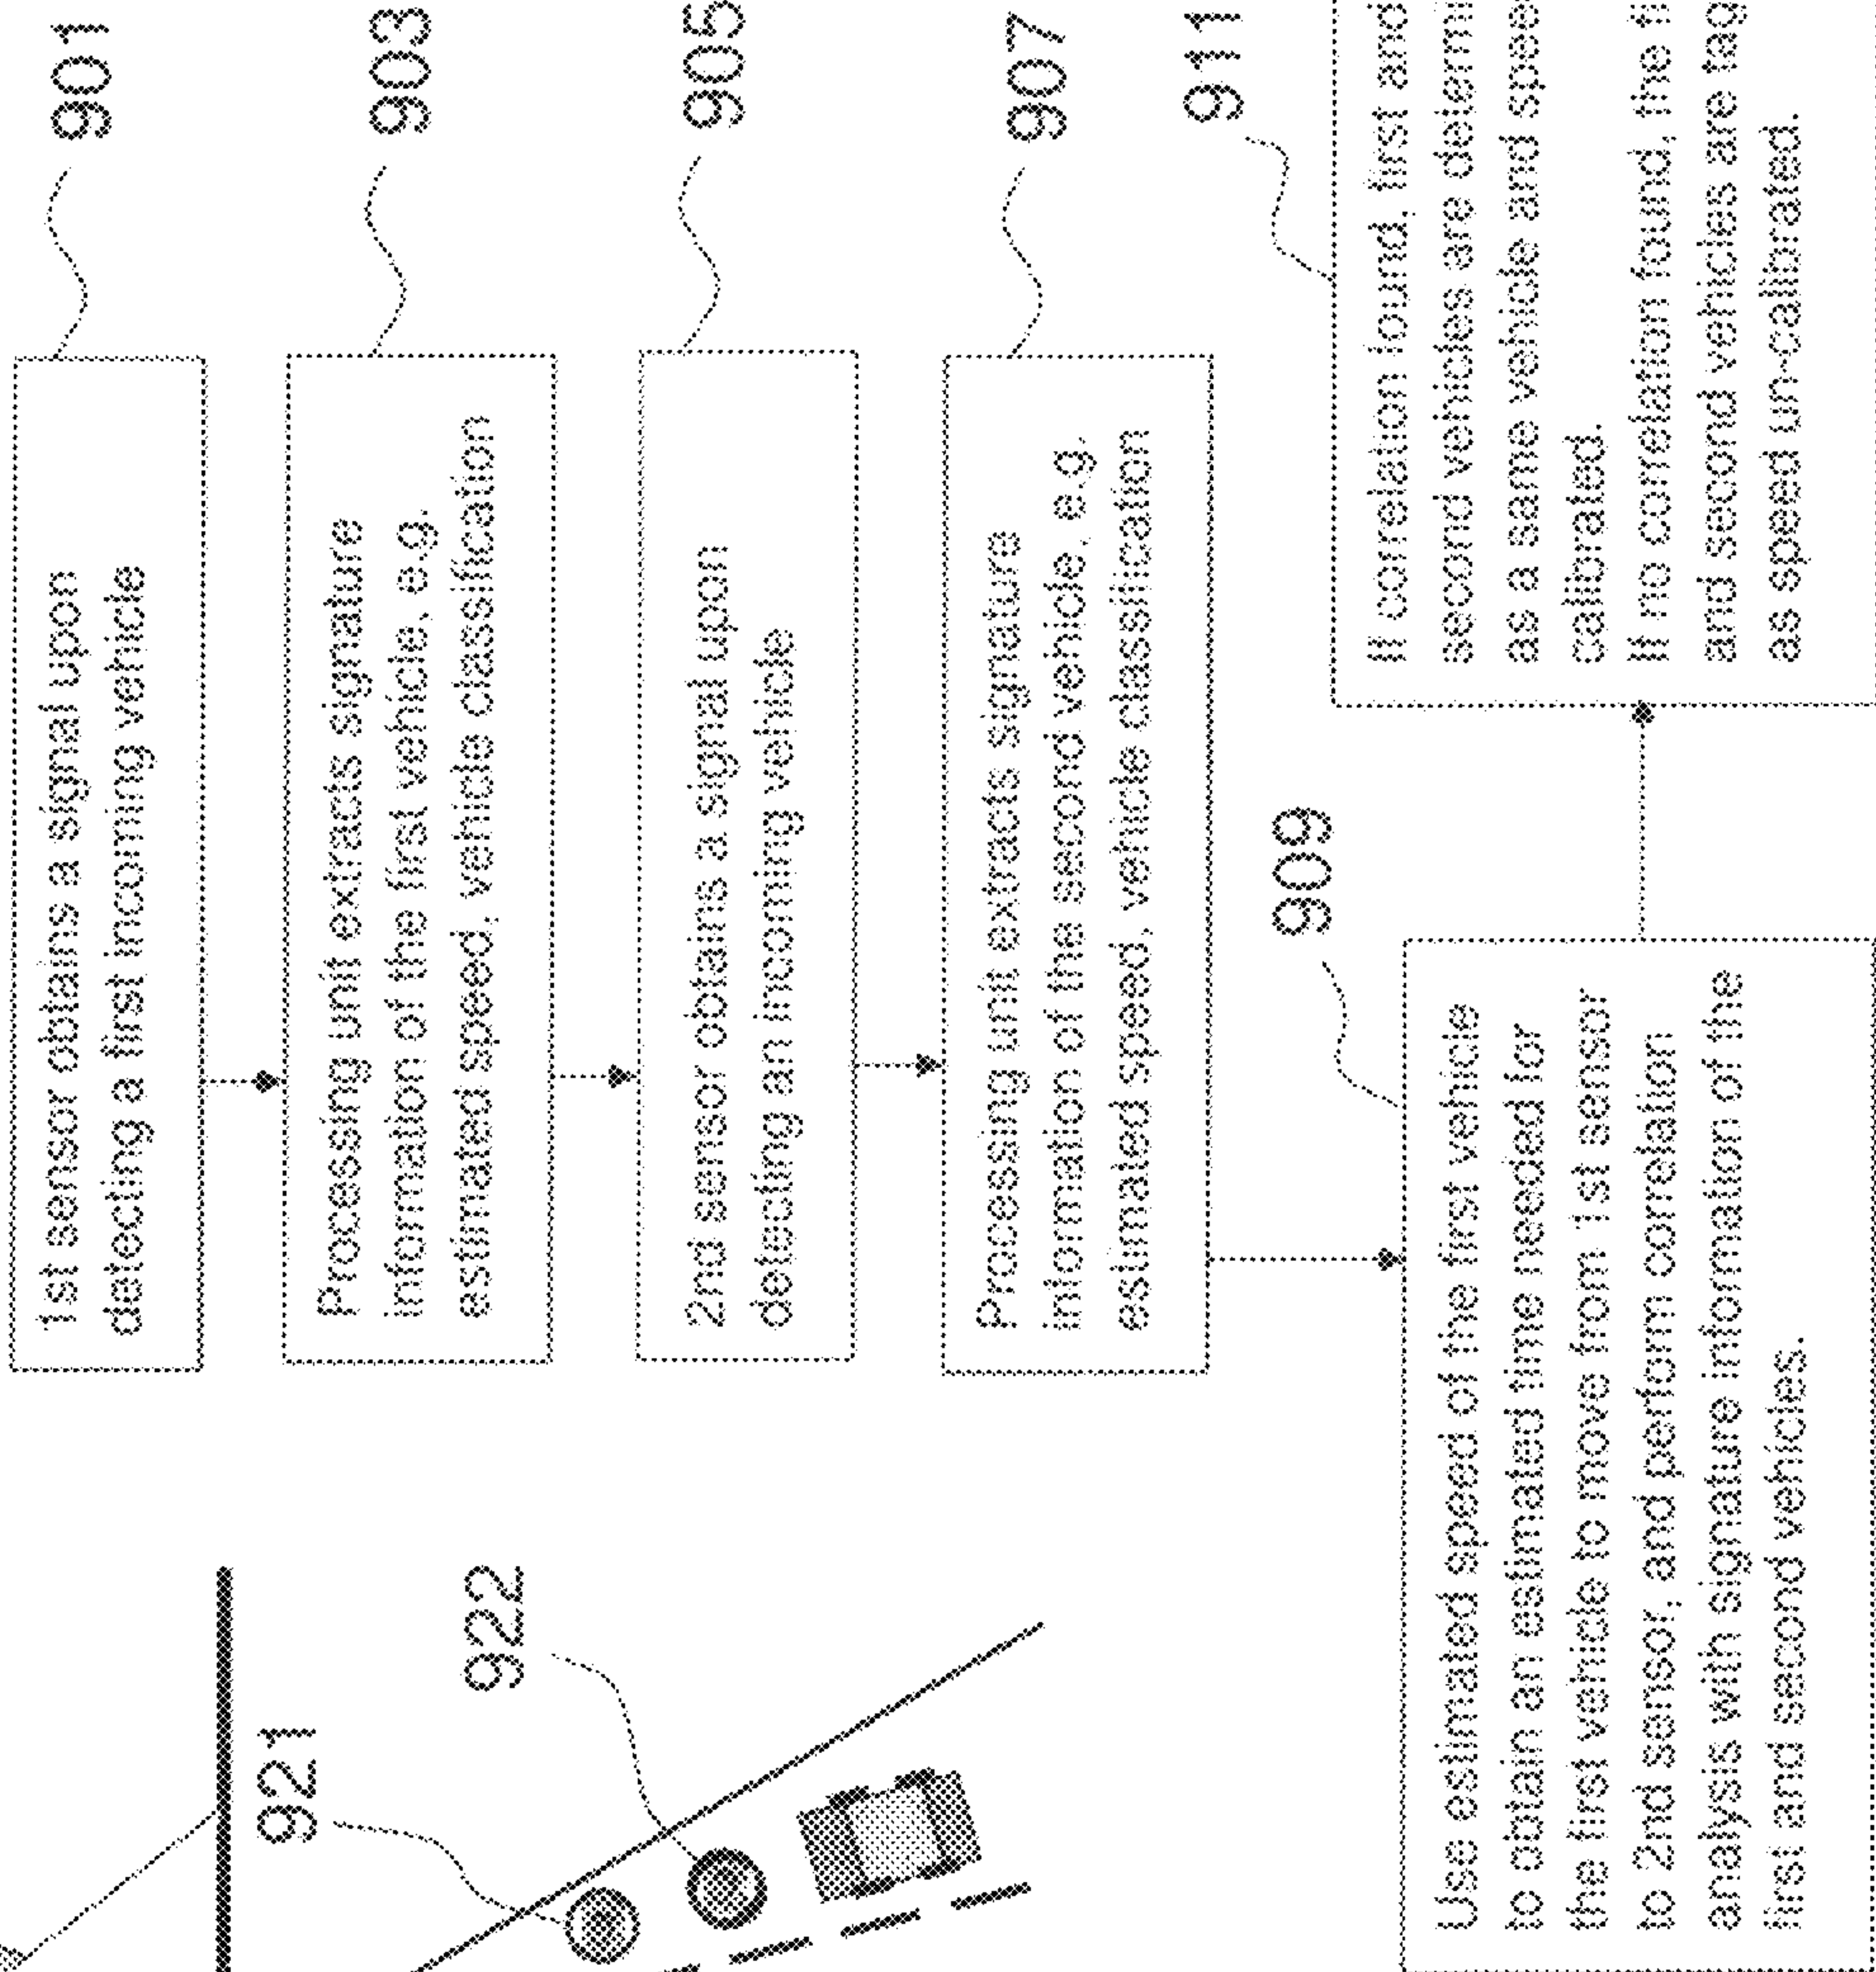 901
1st sensor obtains a signal upon
detecting a first incoming vehicle
903
Processing unit extracts signature
information of the first vehicle, e.g.
estimated speed, vehicle classification
905
2nd sensor obtains a signal upon
detecting an incoming vehicle
907
Processing unit extracts signature
information of the second vehicle, e.g.
estimated speed, vehicle classification
909
Use estimated speed of the first vehicle
to obtain an estimated time needed for
the first vehicle to move from 1st sensor
to 2nd sensor, and perform correlation
analysis with signature information of the
first and second vehicles.
911
If correlation found, first and
second vehicles are determi
as a same vehicle and speed
calibrated.
If no correlation found, the fi
and second vehicles are tag
as speed un-calibrated.
921
922